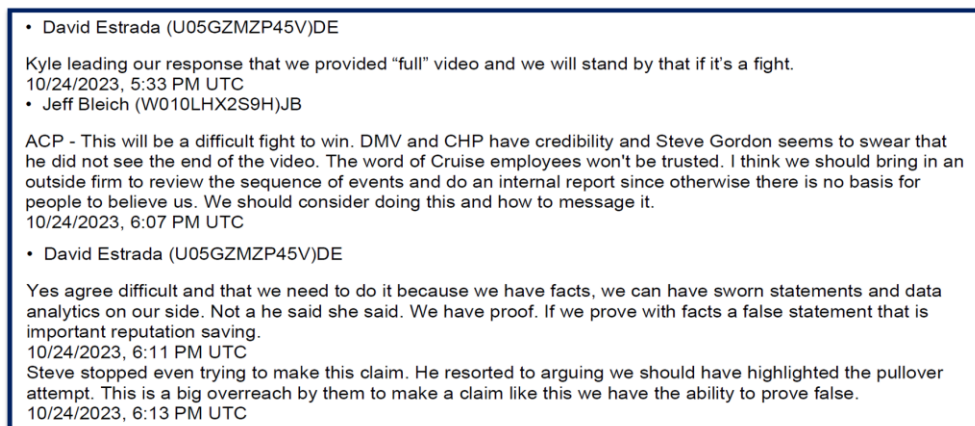 • David Estrada (U05GZMZP45V)DE
Kyle leading our response that we provided “full” video and we will stand by that if it’s a fight.
10/24/2023, 5:33 PM UTC
• Jeff Bleich (W010LHX2S9H)JB
ACP - This will be a difficult fight to win. DMV and CHP have credibility and Steve Gordon seems to swear that
he did not see the end of the video. The word of Cruise employees won't be trusted. I think we should bring in an
outside firm to review the sequence of events and do an internal report since otherwise there is no basis for
people to believe us. We should consider doing this and how to message it.
10/24/2023, 6:07 PM UTC
• David Estrada (U05GZMZP45V)DE
Yes agree difficult and that we need to do it because we have facts, we can have sworn statements and data
analytics on our side. Not a he said she said. We have proof. If we prove with facts a false statement that is
important reputation saving.
10/24/2023, 6:11 PM UTC
Steve stopped even trying to make this claim. He resorted to arguing we should have highlighted the pullover
attempt. This is a big overreach by them to make a claim like this we have the ability to prove false.
10/24/2023, 6:13 PM UTC